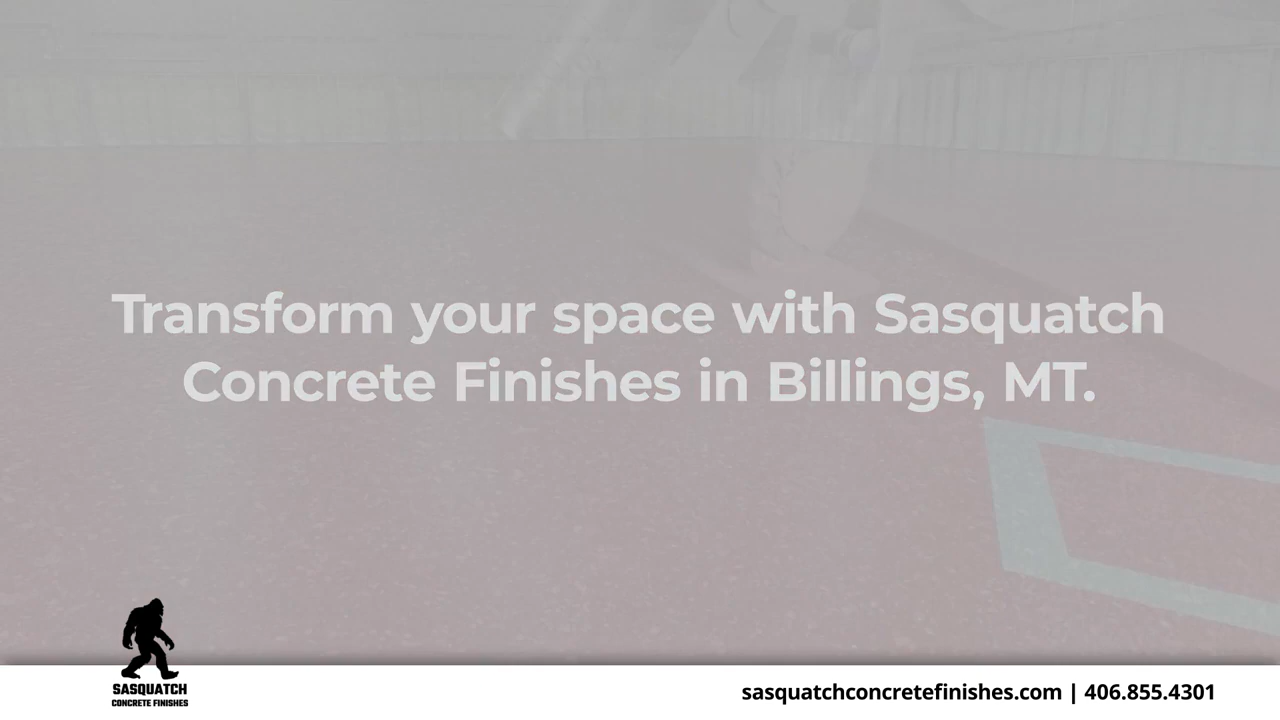 Transform your space with Sasquatch
Concrete Finishes in Billings, MT.
SASQUATCH
CONCRETE FINISHES
sasquatchconcretefinishes.com | 406.855.4301